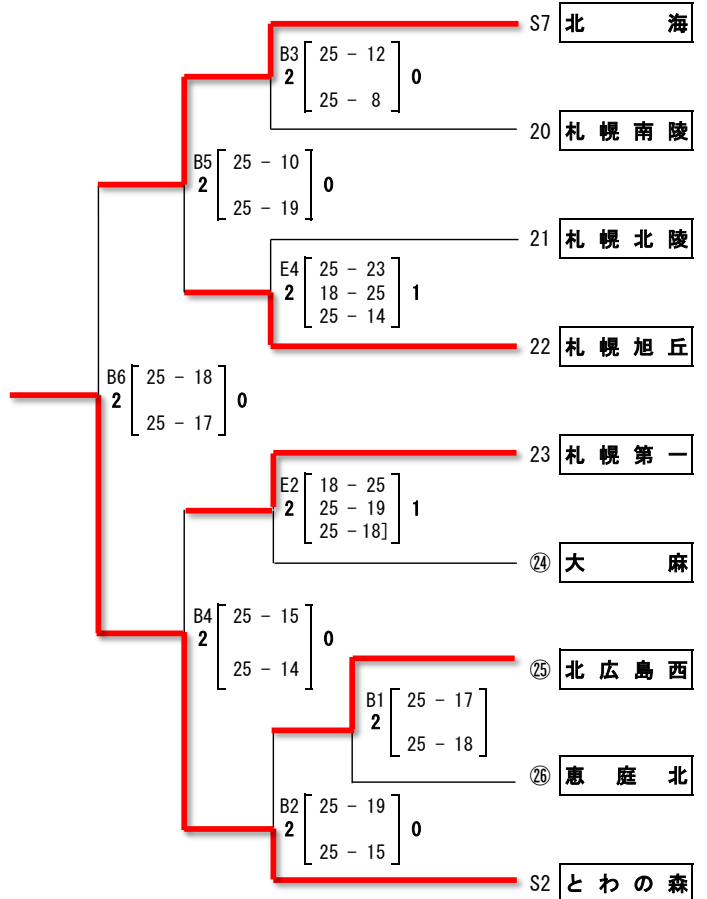 S7 北海
B3 25 － 12
2 0
25 － 8
20 札幌南陵
B5 25 － 10
2 0
25 － 19
21 札幌北陵
E4 25 － 23
2 18 － 25 1
25 － 14
22 札幌旭丘
B6 25 － 18
2 0
25 － 17
23 札幌第一
E2 18 － 25
2 25 － 19 1
25 －18]
㉔ 大麻
B4 25 － 15
2 0
25 － 14
㉕ 北広島西
B1 25 － 17
2
25 － 18
㉖ 恵庭北
B2 25 － 19
2 0
25 － 15
S2 とわの森